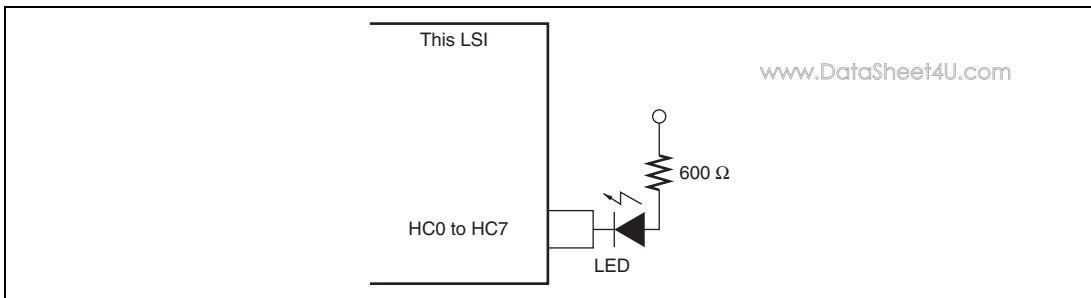 This LSI
www.DataSheet4U.com
600 Ω
HC0 to HC7
LED